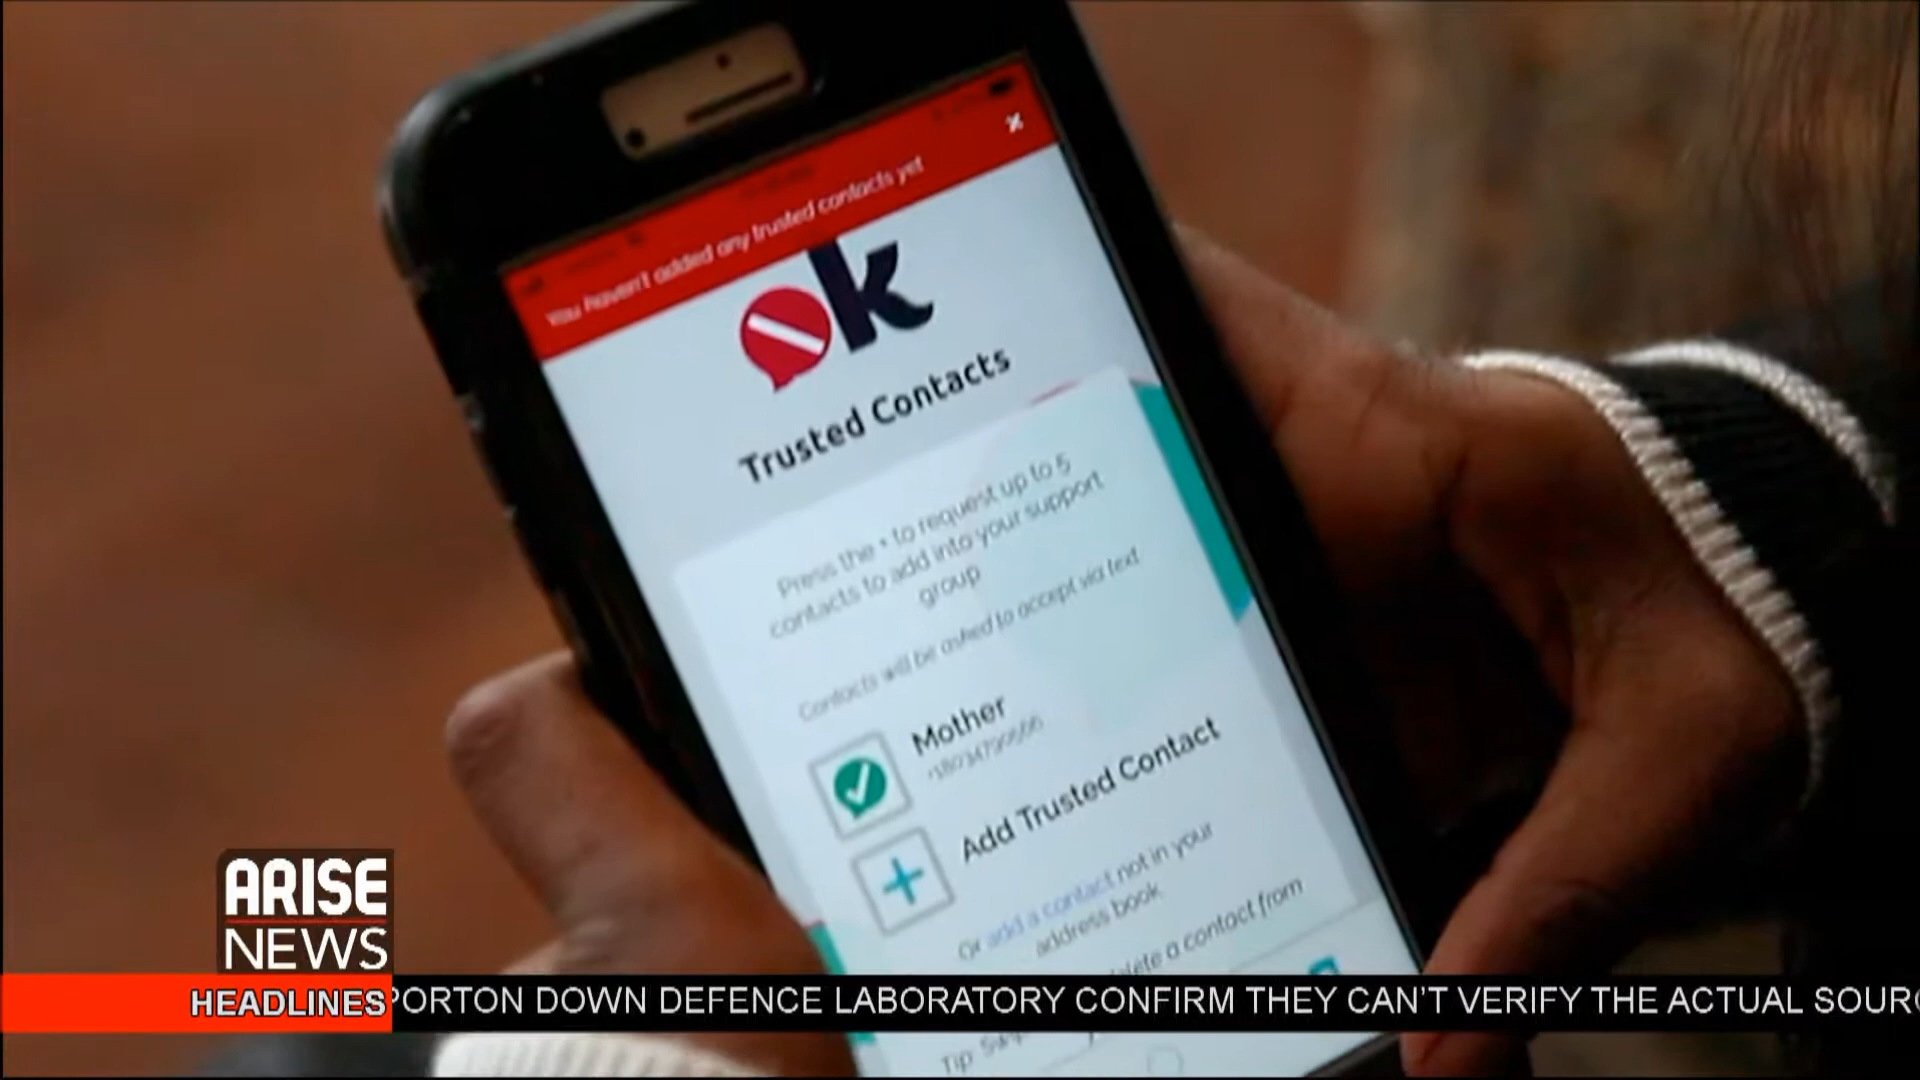 You haven't added any trusted contacts yet
ok
Trusted Contacts
Press the + to request up to 5
contacts to add into your support
group
Contacts will be asked to accept via text
Mother
Add Trusted Contact
Or add a contact not in your
address book
a contact from
Tip:
ARISE
NEWS
HEADLINES
PORTON DOWN DEFENCE LABORATORY CONFIRM THEY CAN'T VERIFY THE ACTUAL